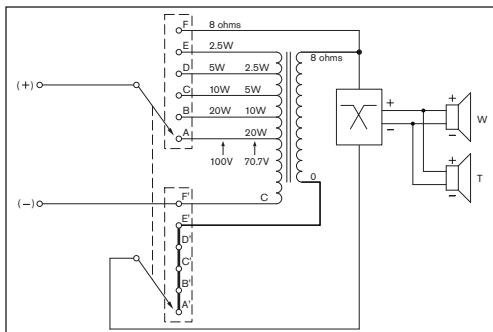 F 8 ohms
E 2.5W
8 ohms
D 5W 2.5W
(+) C 10W 5W
B 20W 10W
A 20W
100V 70.7V
+
-
+ W
-
+ T
-
0
(-) F' C
E'
D'
C'
B'
A'